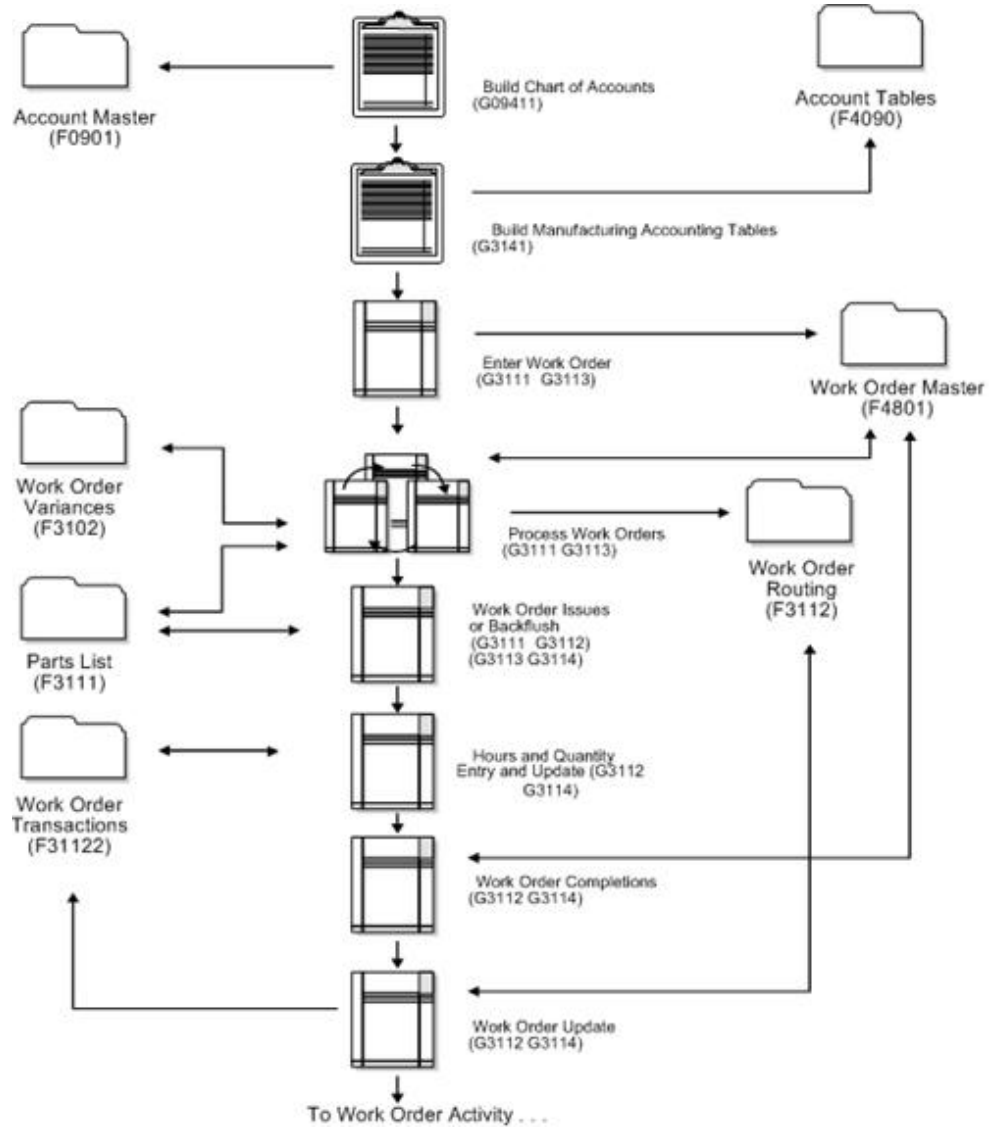 Account Master
(F0901)
Build Chart of Accounts
(G09411)
Account Tables
(F4090)
Build Manufacturing Accounting Tables
(G3141)
Enter Work Order
(G3111 G3113)
Work Order Master
(F4801)
Work Order
Variances
(F3102)
Process Work Orders
(G3111 G3113)
Work Order
Routing
(F3112)
Parts List
(F3111)
Work Order Issues
or Backflush
(G3111 G3112)
(G3113 G3114)
Work Order
Transactions
(F31122)
Hours and Quantity
Entry and Update (G3112
G3114)
Work Order Completions
(G3112 G3114)
Work Order Update
(G3112 G3114)
To Work Order Activity . . .